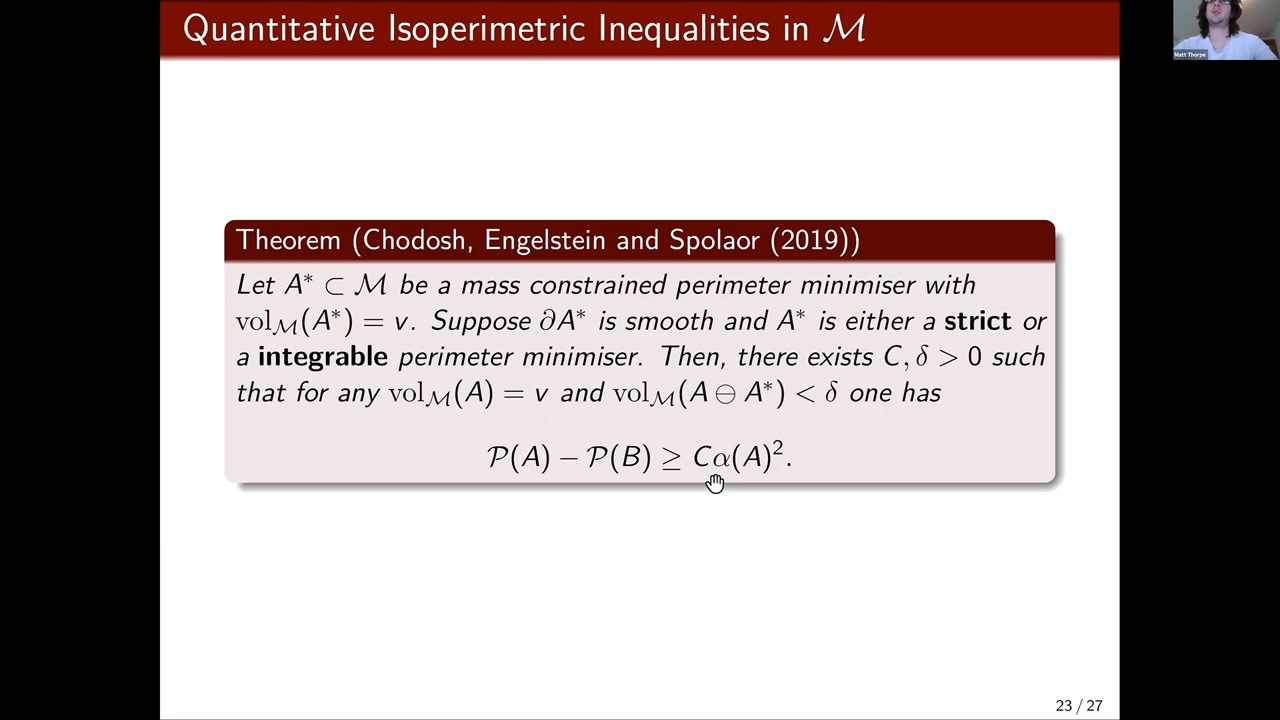 Quantitative Isoperimetric Inequalities in ℳ
Matt Thorpe
Theorem (Chodosh, Engelstein and Spolaor (2019))
Let A* ⊂ ℳ be a mass constrained perimeter minimiser with
vol_ℳ(A*) = v. Suppose ∂A* is smooth and A* is either a strict or
a integrable perimeter minimiser. Then, there exists C, δ > 0 such
that for any vol_ℳ(A) = v and vol_ℳ(A ⊖ A*) < δ one has
𝒫(A) − 𝒫(B) ≥ Cα(A)².
23 / 27